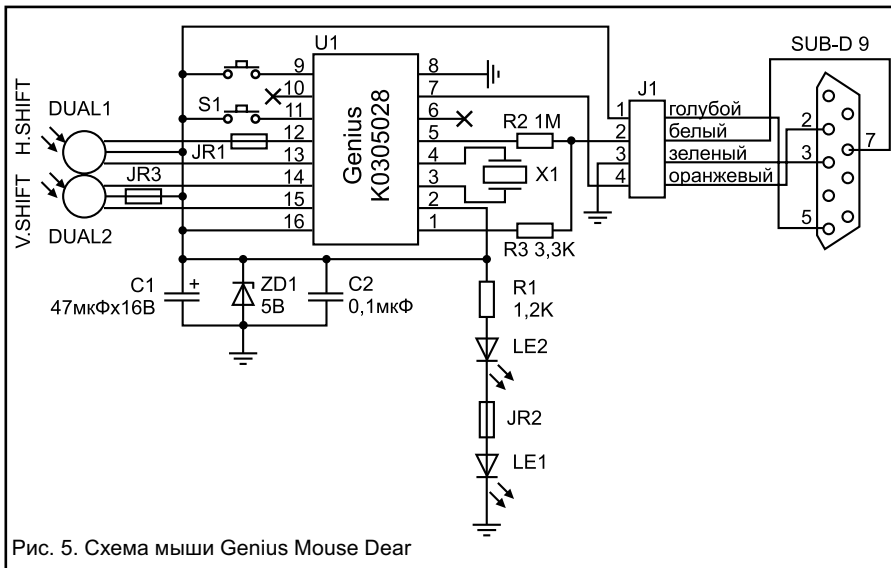 U1
SUB-D 9
H.SHIFT
DUAL1
S1
9
10
11
12
13
14
15
16
Genius
K0305028
8
7
6
5
4
3
2
1
JR1
JR3
V.SHIFT
DUAL2
R2 1M
X1
R3 3,3K
J1
1
2
3
4
голубой
белый
зеленый
оранжевый
2
7
3
5
C1
+
47мкФх16В
ZD1
5В
C2
0,1мкФ
R1
1,2K
LE2
JR2
LE1
Рис. 5. Схема мыши Genius Mouse Dear